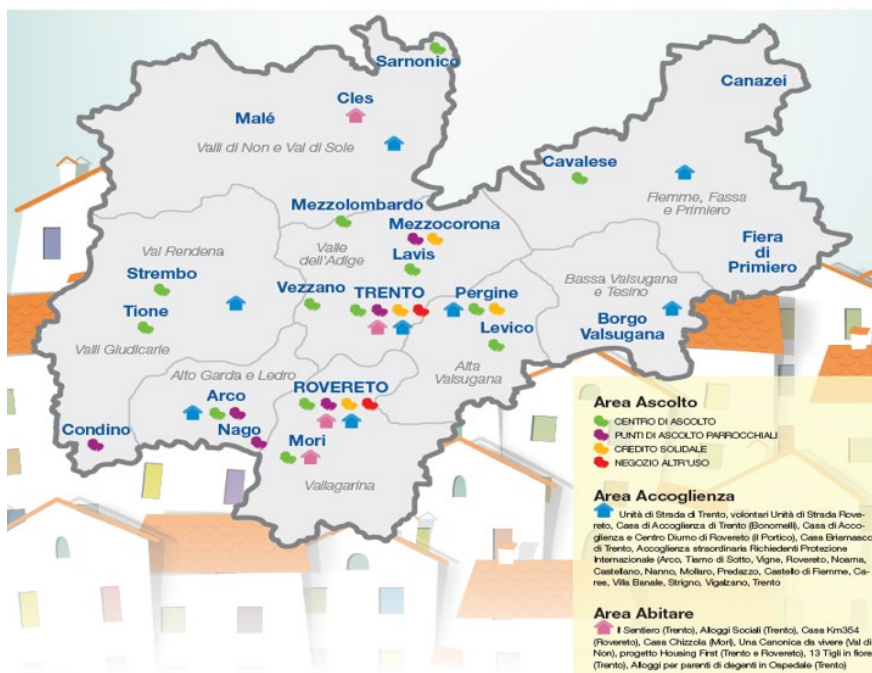 Sarnonico
Canazei
Cles
Malé
Valli di Non e Val di Sole
Cavalese
Fiemme, Fassa
e Primiero
Mezzolombardo
Mezzocorona
Valle
dell'Adige
Lavis
Fiera
di
Primiero
Val Rendena
Strembo
Tione
Valli Giudicarie
Vezzano
TRENTO
Pergine
Levico
Bassa Valsugana
e Tesino
Borgo
Valsugana
Alta
Valsugana
Alto Garda e Ledro
Arco
Nago
Condino
ROVERETO
Mori
Vallagarina
Area Ascolto
CENTRO DI ASCOLTO
PUNTI DI ASCOLTO PARROCCHIALI
CREDITO SOLIDALE
NEGOZIO ALTR'USO
Area Accoglienza
Unità di Strada di Trento, volontari Unità di Strada Rove-
reto, Casa di Accoglienza di Trento (Bonomelli), Casa di Acco-
glienza e Centro Diurno di Rovereto (il Portico), Casa Briamasco
di Trento, Accoglienza straordinaria Richiedenti Protezione
Internazionale (Arco, Tiarno di Sotto, Vigne, Rovereto, Noarna,
Castellano, Nanno, Mollaro, Predazzo, Castello di Fiemme, Ca-
res, Villa Banale, Strigno, Vigalzano, Trento
Area Abitare
Il Sentiero (Trento), Alloggi Sociali (Trento), Casa Km354
(Rovereto), Casa Chizzola (Mori), Una Canonica da vivere (Val di
Non), progetto Housing First (Trento e Rovereto), 13 Tigli in fiore
(Trento), Alloggi per parenti di degenti in Ospedale (Trento)